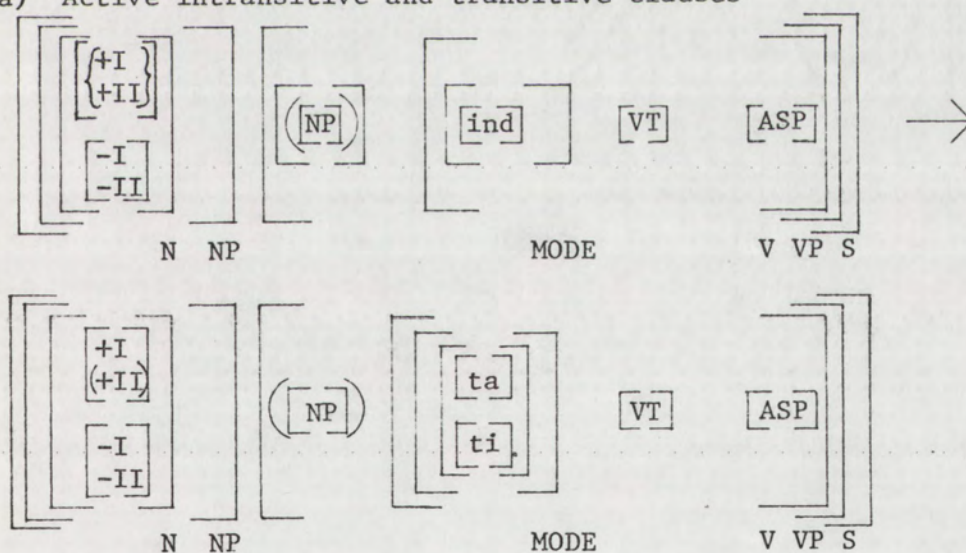 a) Active intransitive and transitive clauses
+I
+II
(NP) ind VT ASP →
-I
-II
N NP MODE V VP S
+I
(+II)
ta
(NP) VT ASP
-I
ti
-II
N NP MODE V VP S